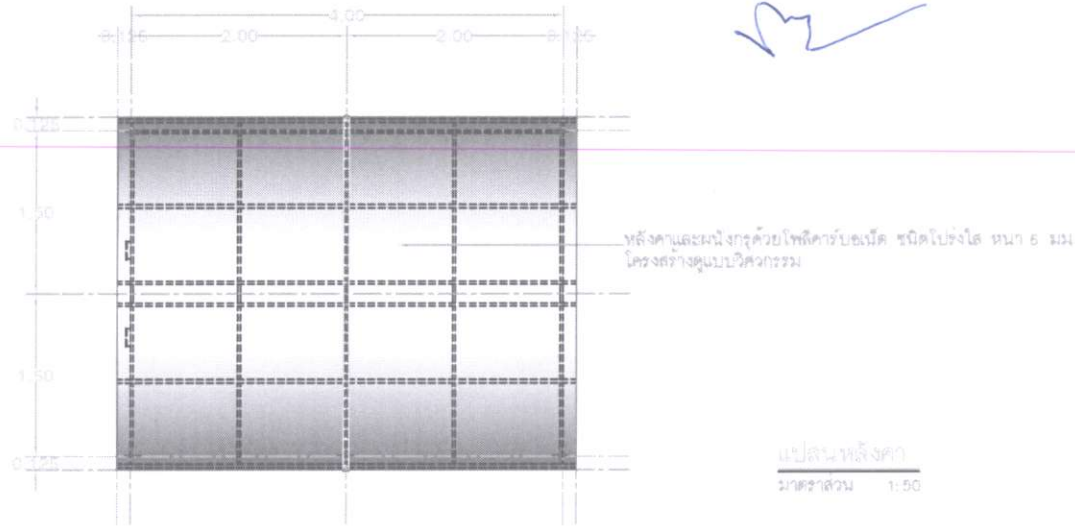 4.00
0.125 2.00 2.00 0.125
0.125
1.50
หลังคาและผนังกรุด้วยโพลีคาร์บอเน็ต ชนิดโปร่งใส หนา 6 มม
โครงสร้างดูแบบวิศวกรรม
1.50
0.125
แปลนหลังคา
มาตราส่วน 1:50